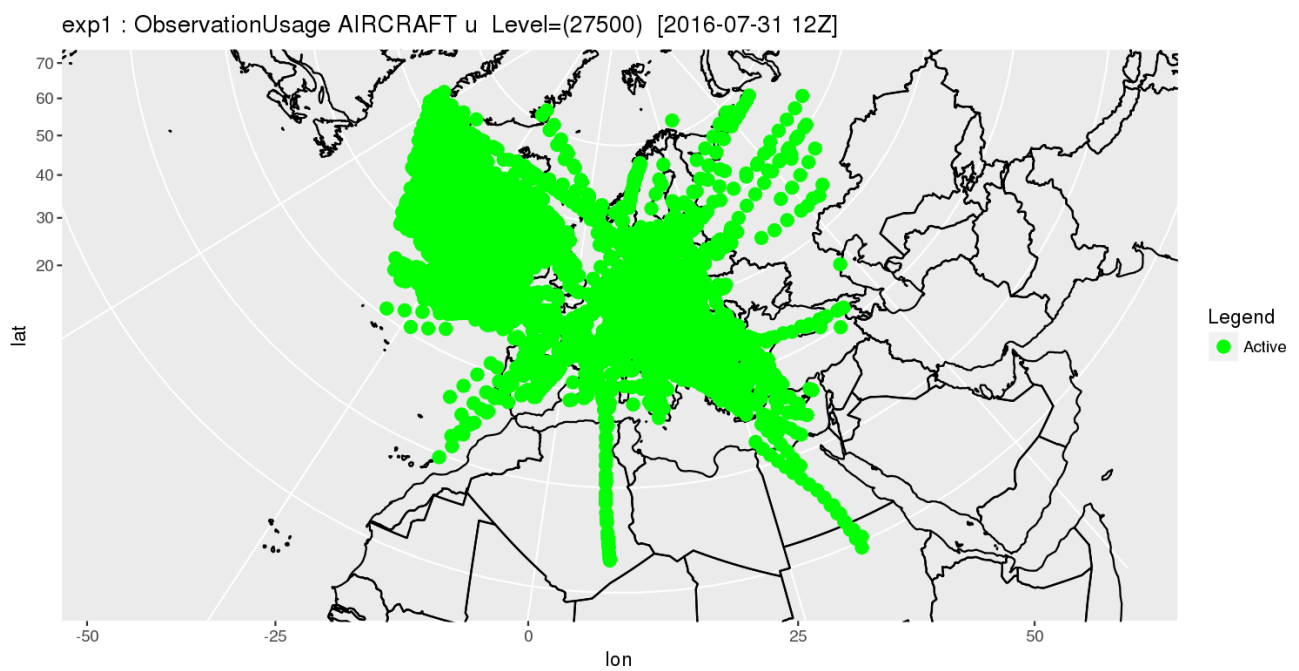 exp1 : ObservationUsage AIRCRAFT u  Level=(27500)  [2016-07-31 12Z]
70
60
50
40
30
20
lat
-50
-25
0
25
50
lon
Legend
Active